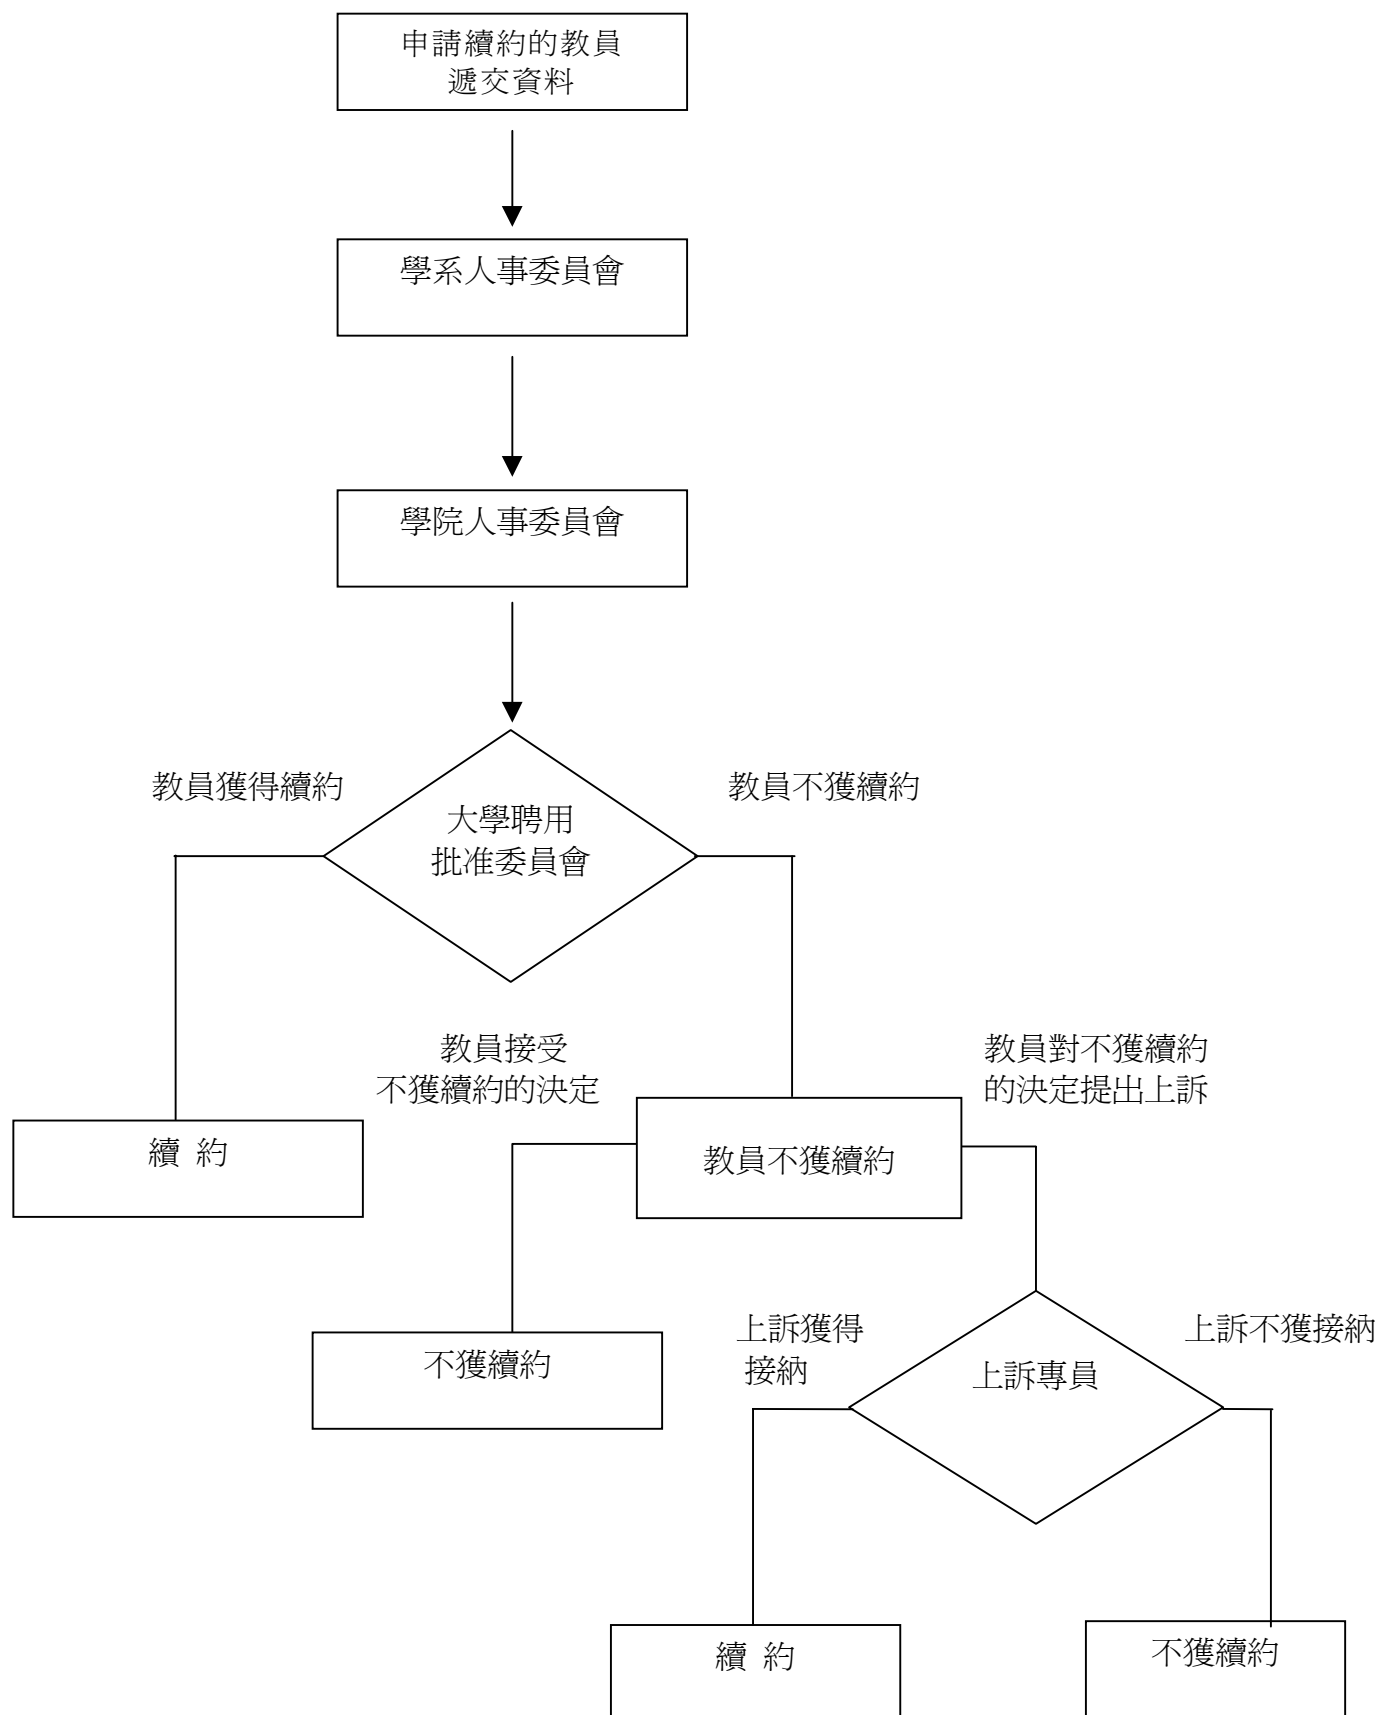 申請續約的教員
遞交資料
學系人事委員會
學院人事委員會
教員獲得續約
教員不獲續約
大學聘用
批准委員會
教員接受
不獲續約的決定
教員對不獲續約
的決定提出上訴
續 約
教員不獲續約
不獲續約
上訴獲得
接納
上訴不獲接納
上訴專員
續 約
不獲續約